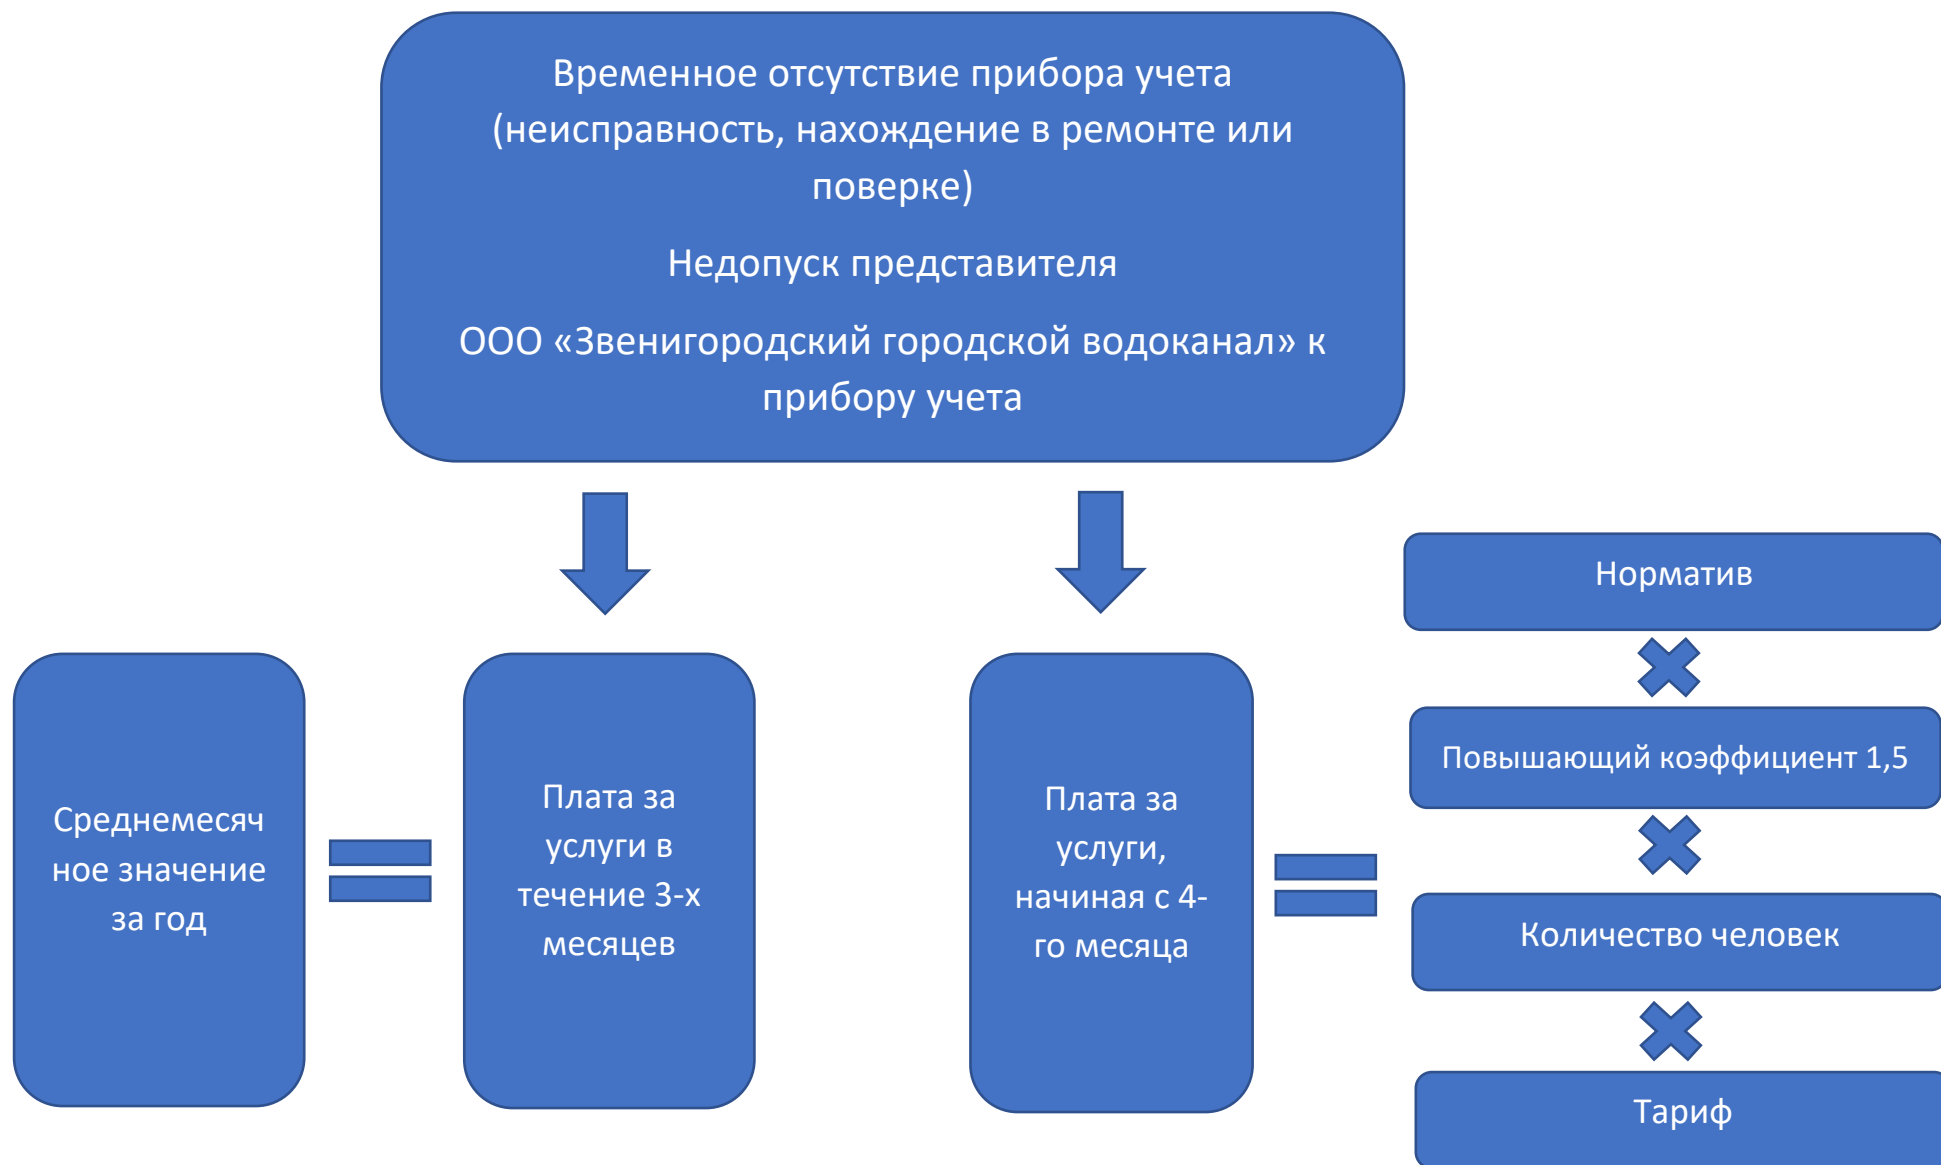 Временное отсутствие прибора учета
(неисправность, нахождение в ремонте или
поверке)
Недопуск представителя
ООО «Звенигородский городской водоканал» к
прибору учета
Среднемесяч
ное значение
за год
Плата за
услуги в
течение 3-х
месяцев
Плата за
услуги,
начиная с 4-
го месяца
Норматив
Повышающий коэффициент 1,5
Количество человек
Тариф